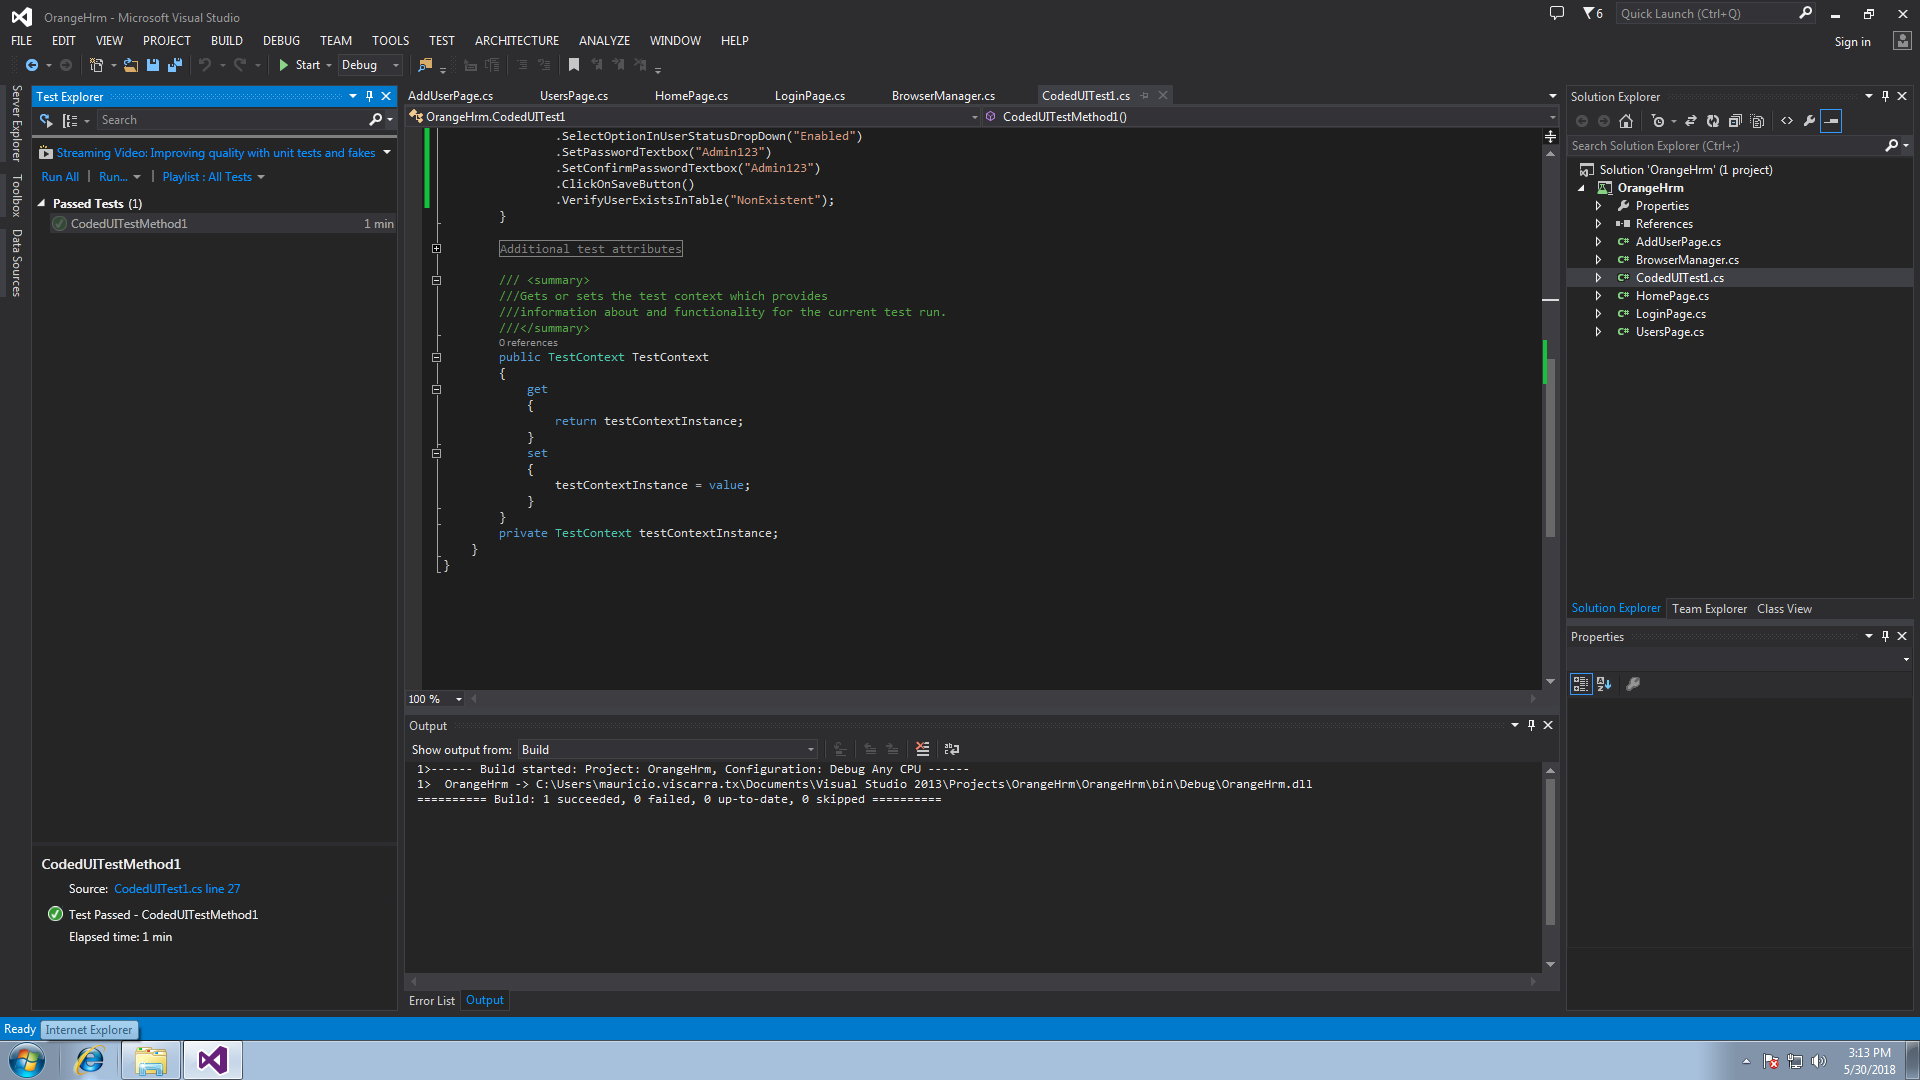 OrangeHrm - Microsoft Visual Studio
6
Quick Launch (Ctrl+Q)
FILE EDIT VIEW PROJECT BUILD DEBUG TEAM TOOLS TEST ARCHITECTURE ANALYZE WINDOW HELP
Sign in
Start Debug
Server Explorer
Toolbox
Data Sources
Test Explorer
Search
Streaming Video: Improving quality with unit tests and fakes
Run All | Run... | Playlist : All Tests
Passed Tests (1)
CodedUITestMethod1 1 min
CodedUITestMethod1
Source: CodedUITest1.cs line 27
Test Passed - CodedUITestMethod1
Elapsed time: 1 min
AddUserPage.cs UsersPage.cs HomePage.cs LoginPage.cs BrowserManager.cs CodedUITest1.cs
OrangeHrm.CodedUITest1 CodedUITestMethod1()
.SelectOptionInUserStatusDropDown("Enabled")
.SetPasswordTextbox("Admin123")
.SetConfirmPasswordTextbox("Admin123")
.ClickOnSaveButton()
.VerifyUserExistsInTable("NonExistent");
}
Additional test attributes
/// <summary>
///Gets or sets the test context which provides
///information about and functionality for the current test run.
///</summary>
0 references
public TestContext TestContext
{
get
{
return testContextInstance;
}
set
{
testContextInstance = value;
}
}
private TestContext testContextInstance;
}
}
100 %
Output
Show output from: Build
1>------ Build started: Project: OrangeHrm, Configuration: Debug Any CPU ------
1>  OrangeHrm -> C:\Users\mauricio.viscarra.tx\Documents\Visual Studio 2013\Projects\OrangeHrm\OrangeHrm\bin\Debug\OrangeHrm.dll
========== Build: 1 succeeded, 0 failed, 0 up-to-date, 0 skipped ==========
Error List Output
Solution Explorer
Search Solution Explorer (Ctrl+;)
Solution 'OrangeHrm' (1 project)
OrangeHrm
Properties
References
C# AddUserPage.cs
C# BrowserManager.cs
C# CodedUITest1.cs
C# HomePage.cs
C# LoginPage.cs
C# UsersPage.cs
Solution Explorer Team Explorer Class View
Properties
Ready
Internet Explorer
3:13 PM
5/30/2018